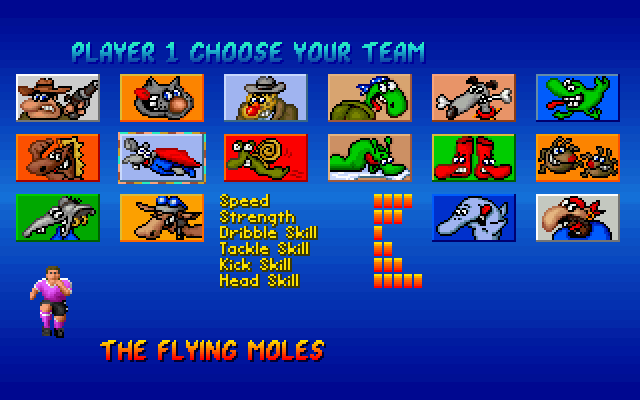 PLAYER 1 CHOOSE YOUR TEAM
Speed
Strength
Dribble Skill
Tackle Skill
Kick Skill
Head Skill
THE FLYING MOLES